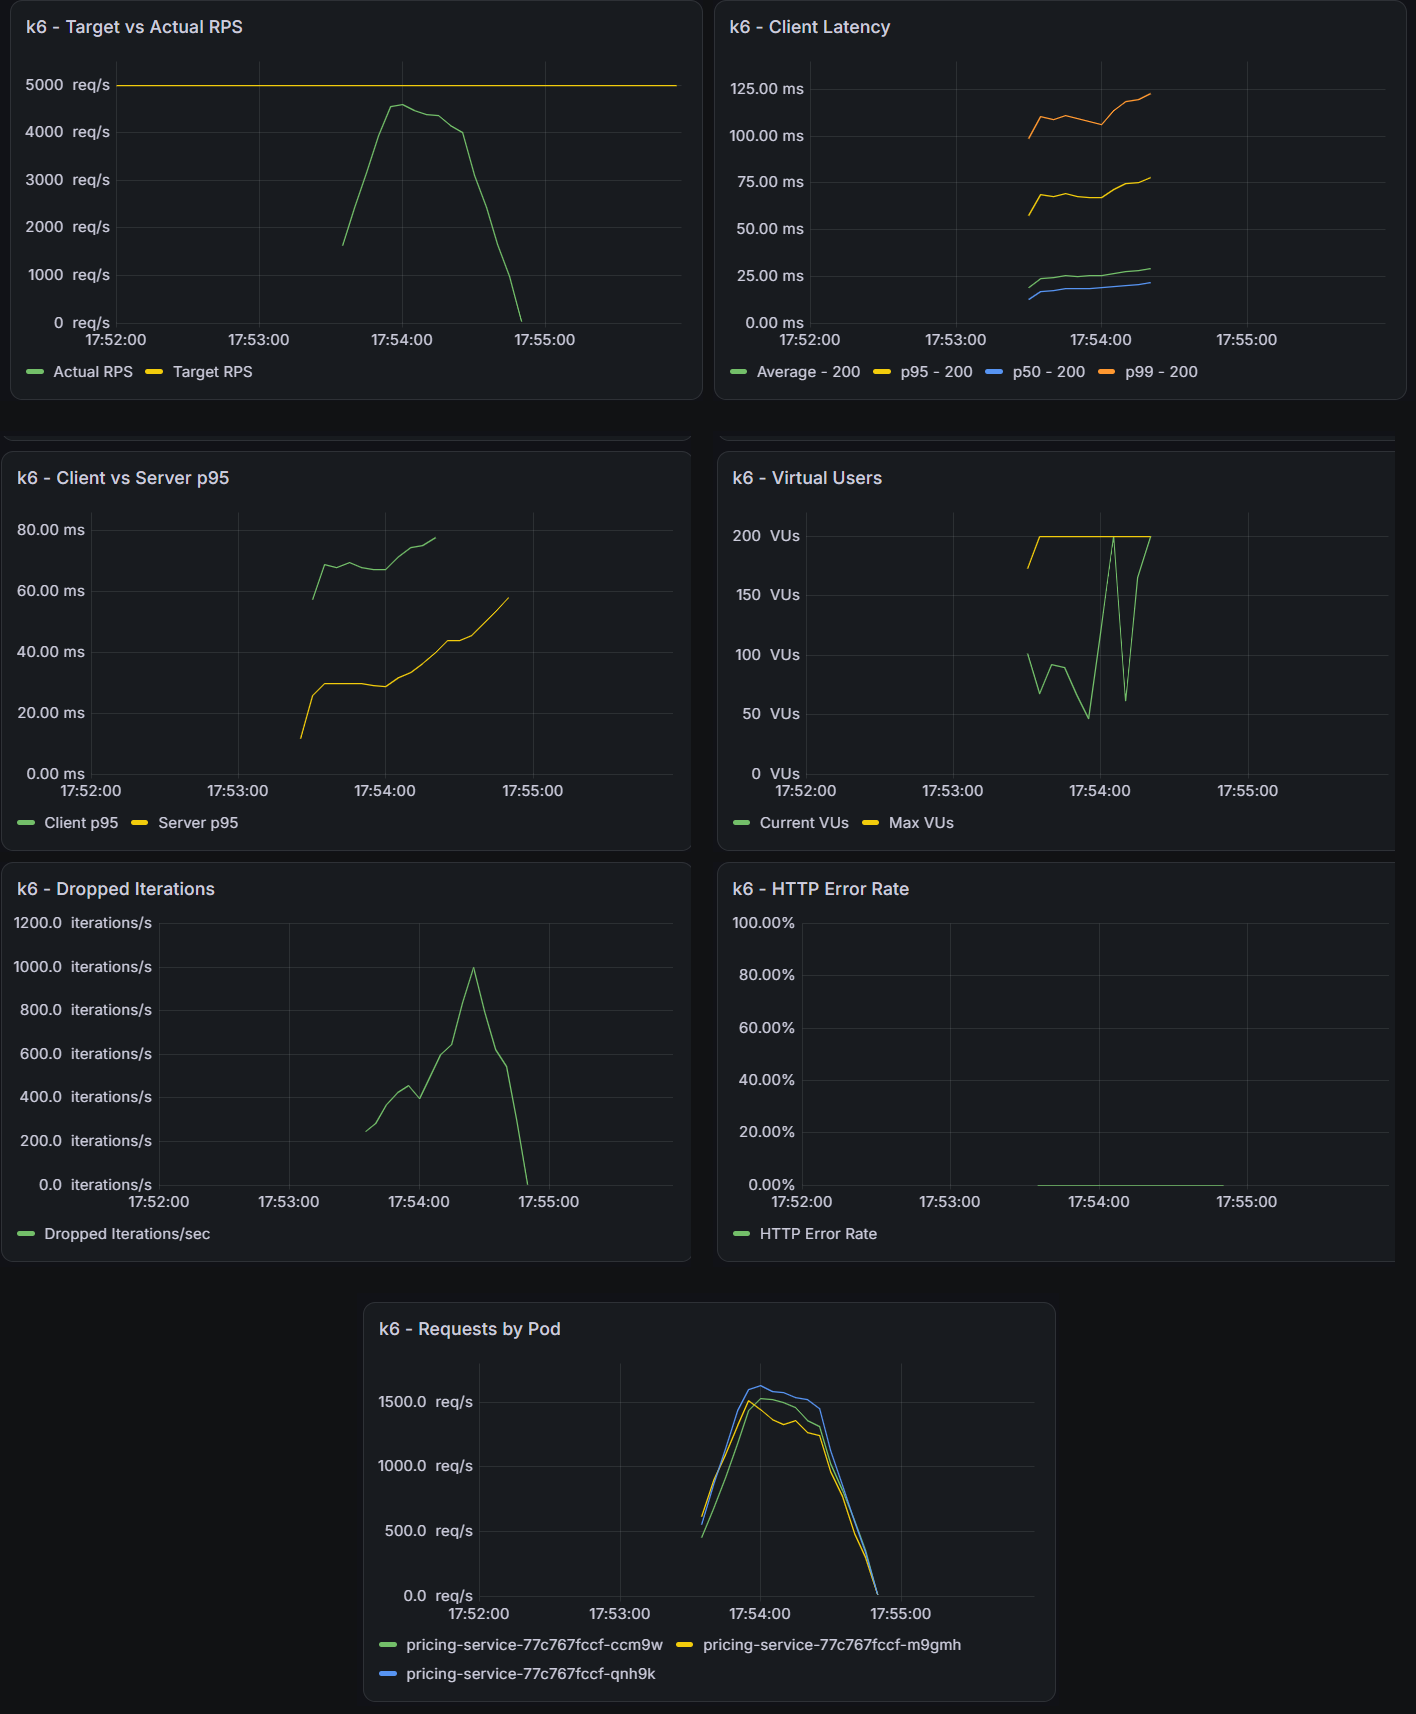 k6 - Target vs Actual RPS
5000 req/s
4000 req/s
3000 req/s
2000 req/s
1000 req/s
0 req/s
17:52:00 17:53:00 17:54:00 17:55:00
Actual RPS Target RPS
k6 - Client Latency
125.00 ms
100.00 ms
75.00 ms
50.00 ms
25.00 ms
0.00 ms
17:52:00 17:53:00 17:54:00 17:55:00
Average - 200 p95 - 200 p50 - 200 p99 - 200
k6 - Client vs Server p95
80.00 ms
60.00 ms
40.00 ms
20.00 ms
0.00 ms
17:52:00 17:53:00 17:54:00 17:55:00
Client p95 Server p95
k6 - Virtual Users
200 VUs
150 VUs
100 VUs
50 VUs
0 VUs
17:52:00 17:53:00 17:54:00 17:55:00
Current VUs Max VUs
k6 - Dropped Iterations
1200.0 iterations/s
1000.0 iterations/s
800.0 iterations/s
600.0 iterations/s
400.0 iterations/s
200.0 iterations/s
0.0 iterations/s
17:52:00 17:53:00 17:54:00 17:55:00
Dropped Iterations/sec
k6 - HTTP Error Rate
100.00%
80.00%
60.00%
40.00%
20.00%
0.00%
17:52:00 17:53:00 17:54:00 17:55:00
HTTP Error Rate
k6 - Requests by Pod
1500.0 req/s
1000.0 req/s
500.0 req/s
0.0 req/s
17:52:00 17:53:00 17:54:00 17:55:00
pricing-service-77c767fccf-ccm9w pricing-service-77c767fccf-m9gmh
pricing-service-77c767fccf-qnh9k